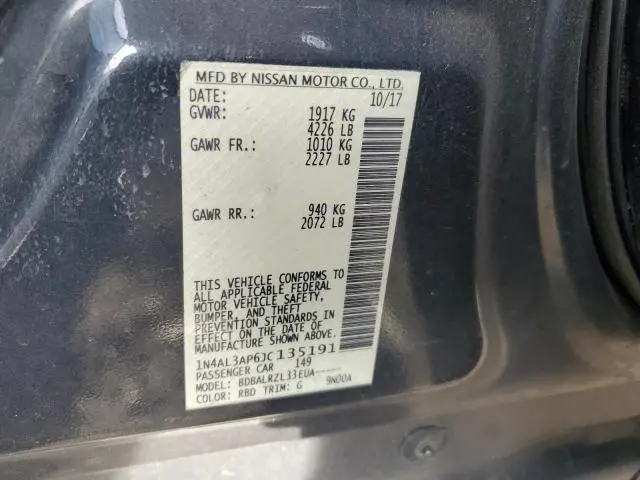 MFD BY NISSAN MOTOR CO., LTD.
DATE: 10/17
GVWR: 1917 KG
4226 LB
GAWR FR.: 1010 KG
2227 LB
GAWR RR.: 940 KG
2072 LB
THIS VEHICLE CONFORMS TO
ALL APPLICABLE FEDERAL
MOTOR VEHICLE SAFETY,
BUMPER, AND THEFT
PREVENTION STANDARDS IN
EFFECT ON THE DATE OF
MANUFACTURE SHOWN ABOVE.
1N4AL3AP6JC135191
PASSENGER CAR 149
MODEL: BDBALRZL33EUA-----
COLOR: RBD TRIM: G 9N00A